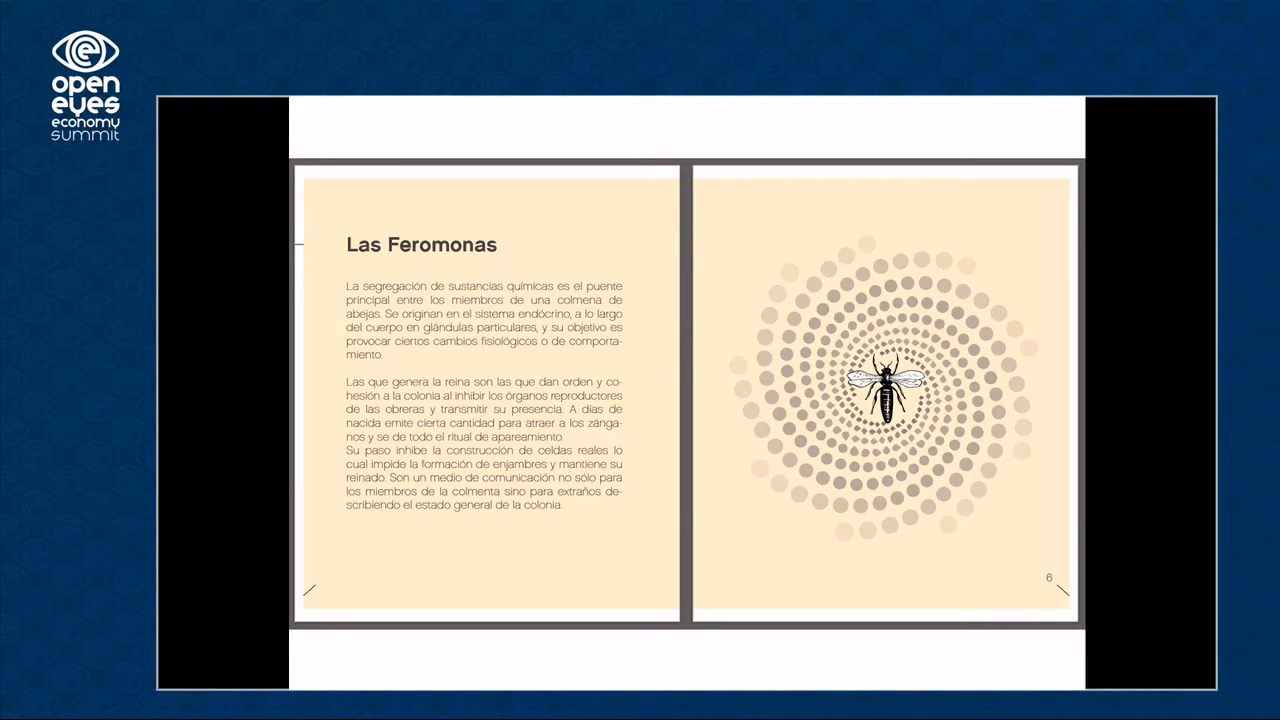 open
eyes
economy
summit
Las Feromonas
La segregación de sustancias químicas es el puente
principal entre los miembros de una colmena de
abejas. Se originan en el sistema endócrino, a lo largo
del cuerpo en glándulas particulares, y su objetivo es
provocar ciertos cambios fisiológicos o de comporta-
miento.
Las que genera la reina son las que dan orden y co-
hesión a la colonia al inhibir los órganos reproductores
de las obreras y transmitir su presencia. A días de
nacida emite cierta cantidad para atraer a los zánga-
nos y se de todo el ritual de apareamiento.
Su paso inhibe la construcción de celdas reales lo
cual impide la formación de enjambres y mantiene su
reinado. Son un medio de comunicación no sólo para
los miembros de la colmenta sino para extraños de-
scribiendo el estado general de la colonia.
6